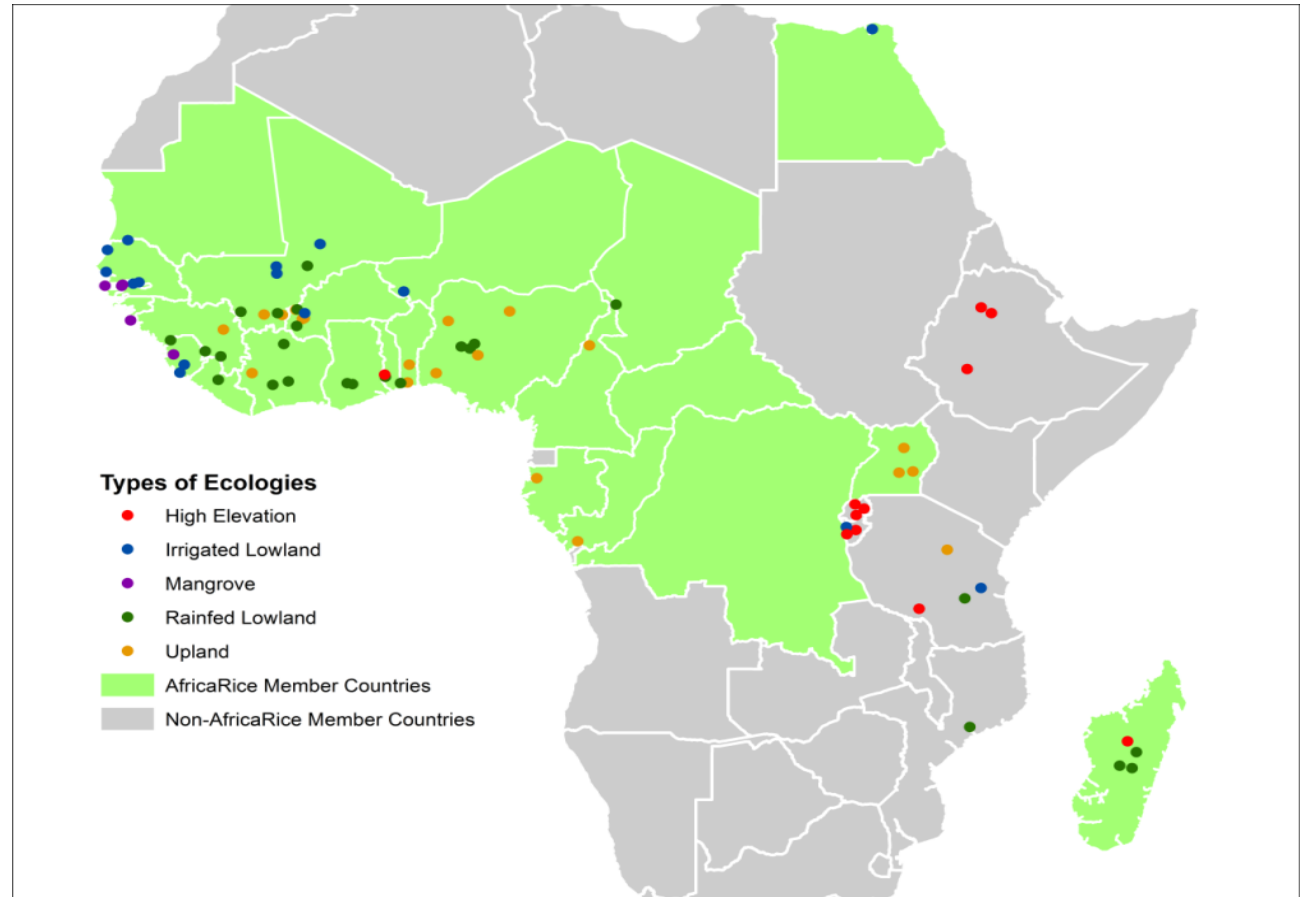 Types of Ecologies
High Elevation
Irrigated Lowland
Mangrove
Rainfed Lowland
Upland
AfricaRice Member Countries
Non-AfricaRice Member Countries